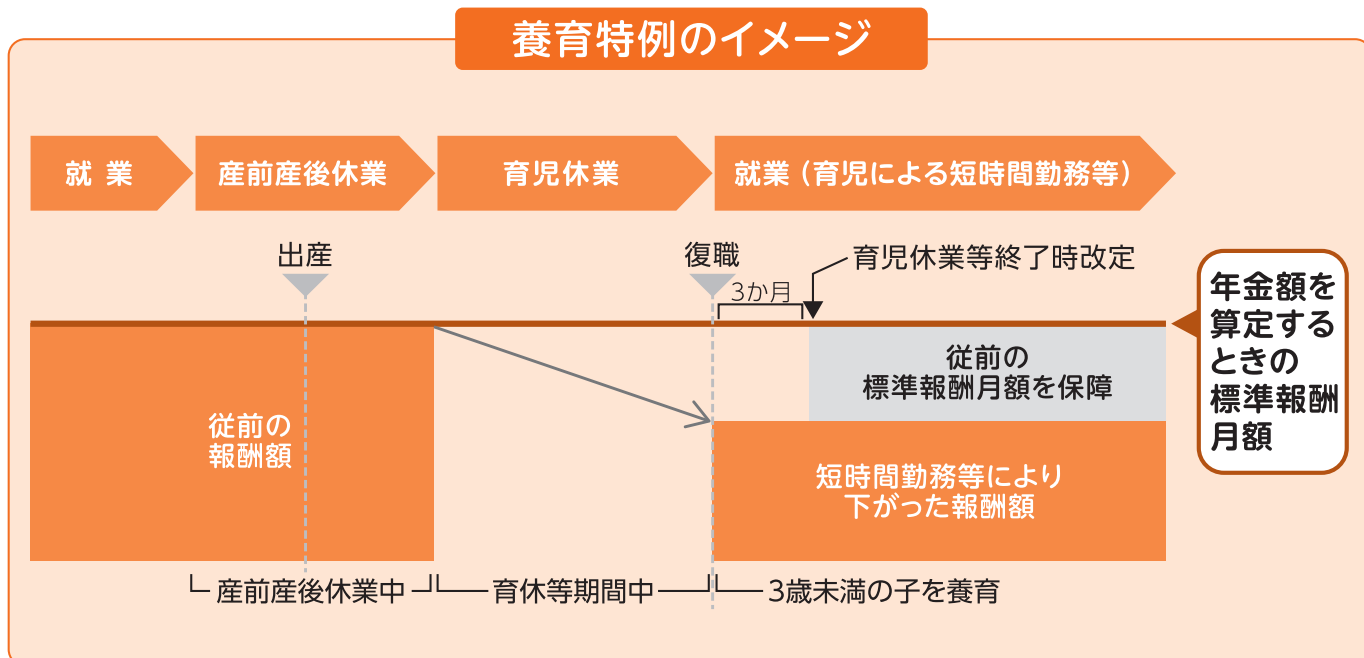 養育特例のイメージ
就業
産前産後休業
育児休業
就業（育児による短時間勤務等）
出産
復職
3か月
育児休業等終了時改定
年金額を
算定する
ときの
標準報酬
月額
従前の
標準報酬月額を保障
従前の
報酬額
短時間勤務等により
下がった報酬額
産前産後休業中
育休等期間中
3歳未満の子を養育